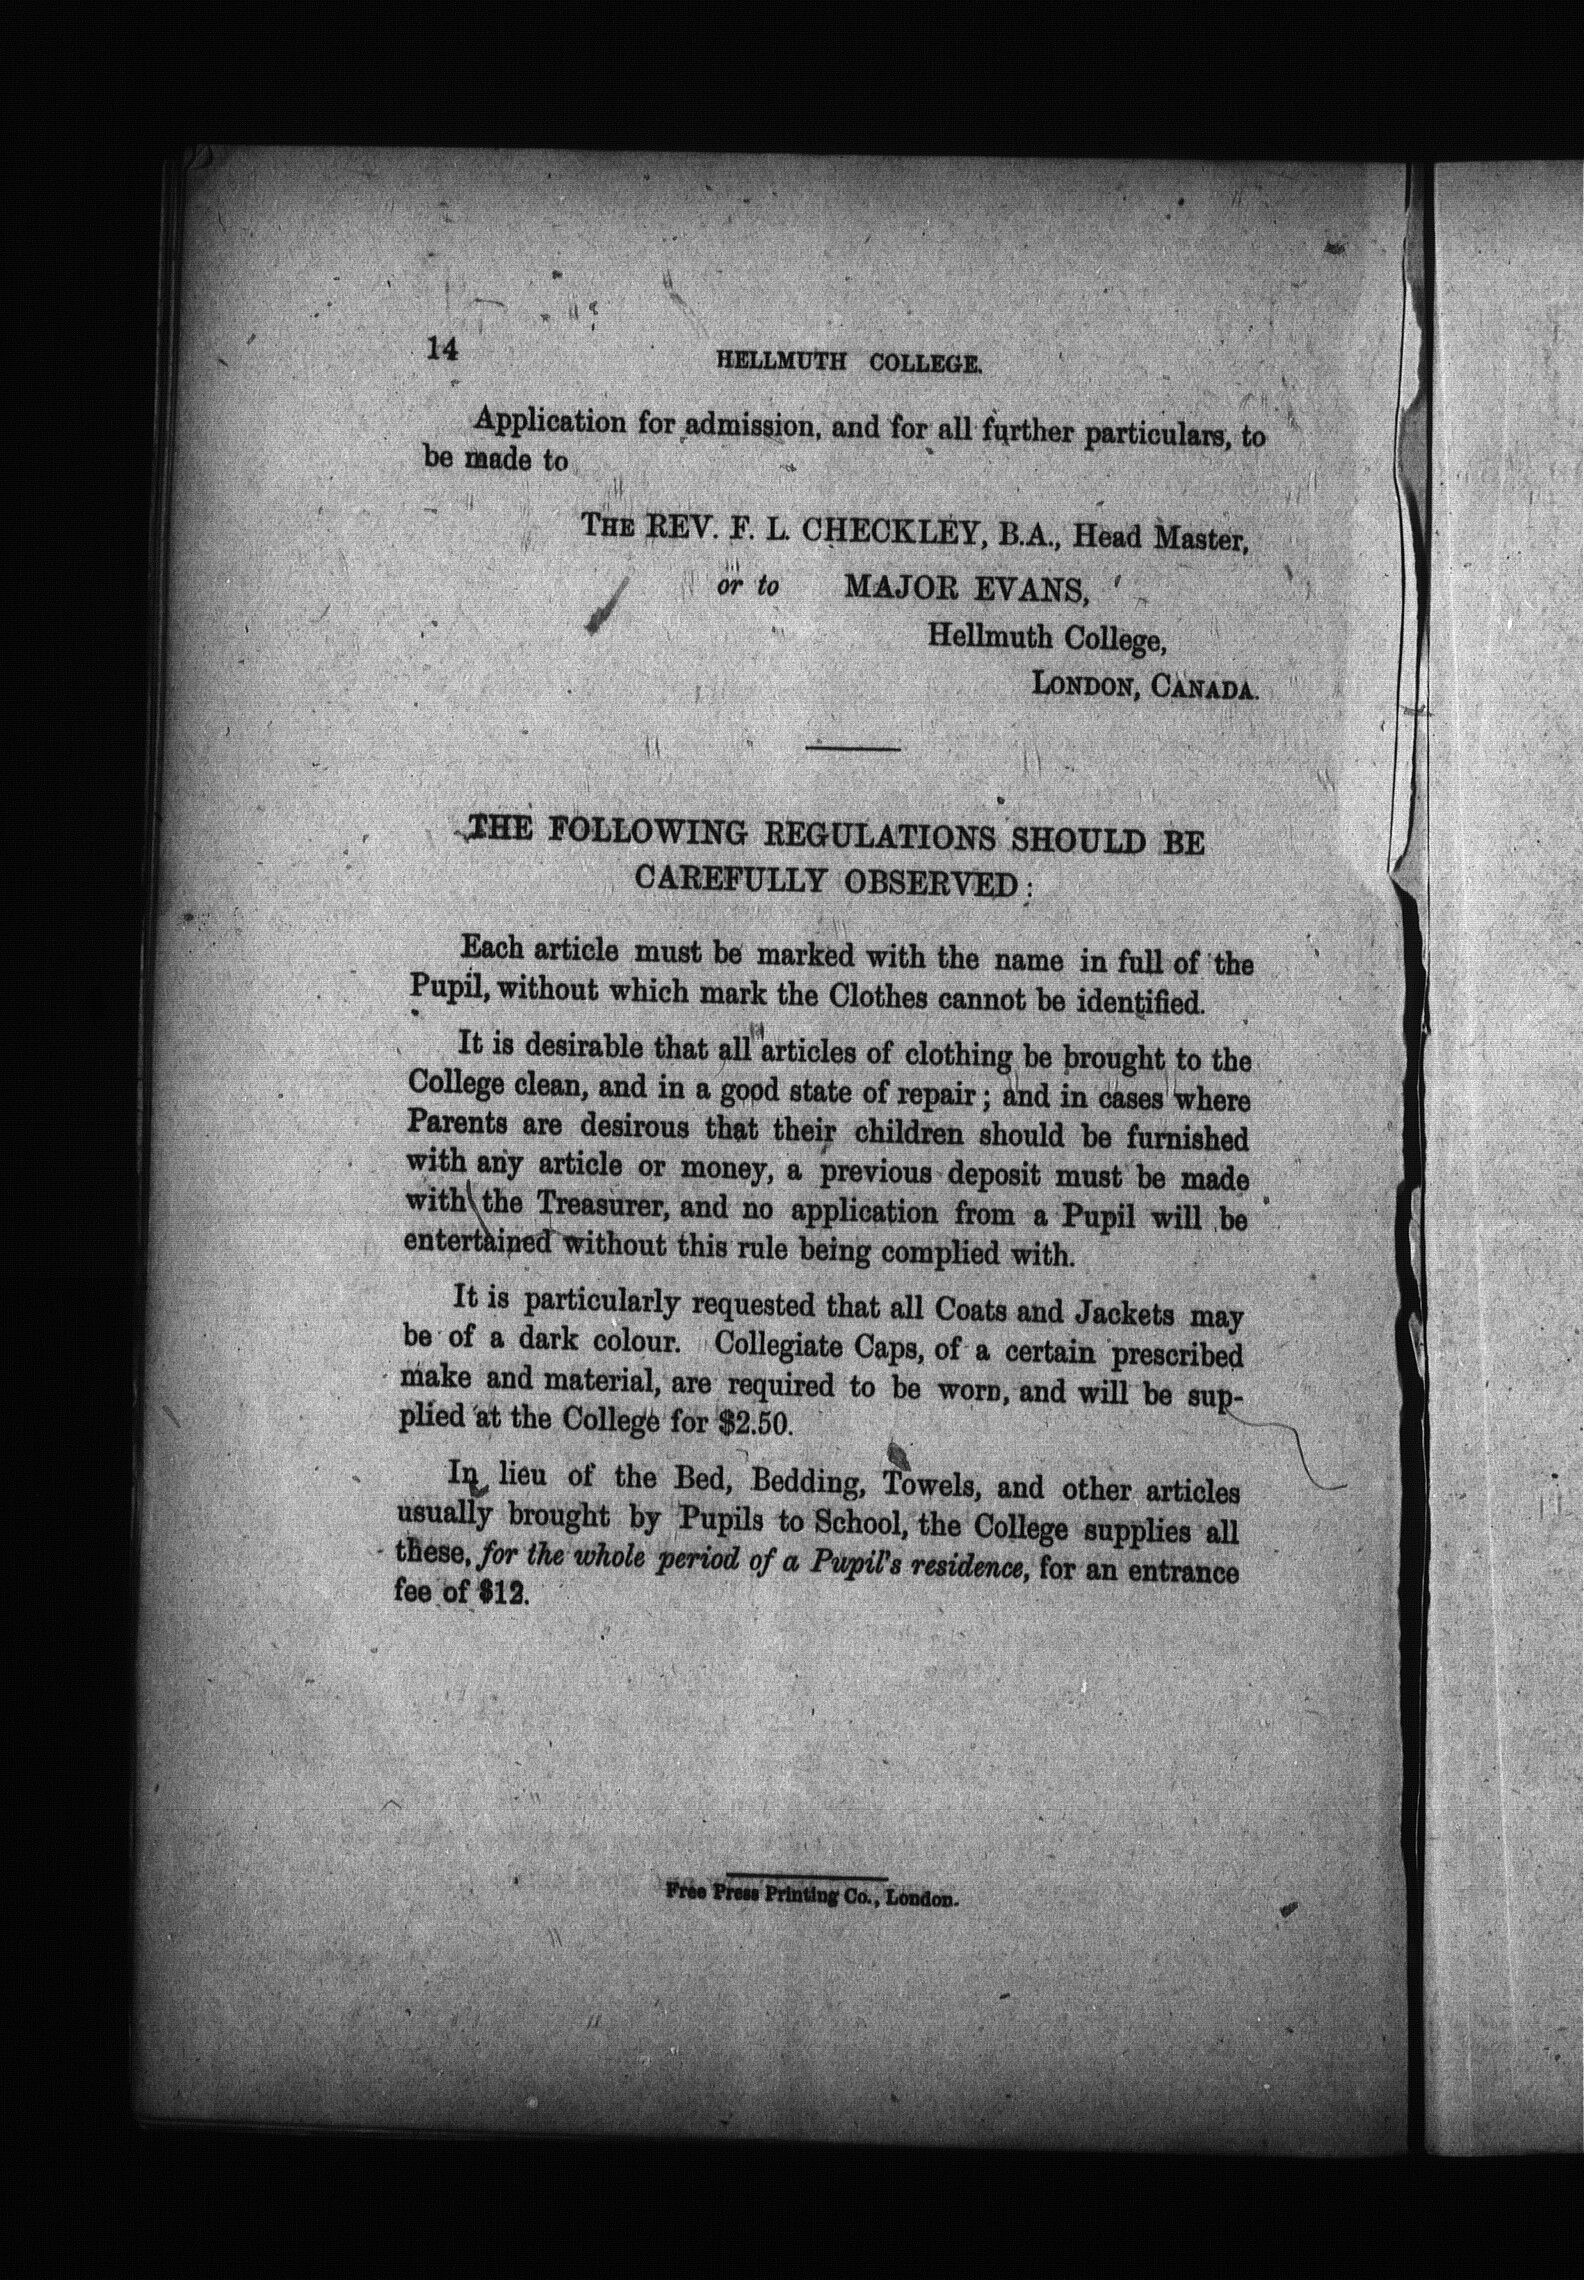 14
HELLMUTH COLLEGE.
Application for admission, and for all further particulars, to
be made to
THE REV. F. L. CHECKLEY, B.A., Head Master,
or to MAJOR EVANS,
Hellmuth College,
LONDON, CANADA.
THE FOLLOWING REGULATIONS SHOULD BE
CAREFULLY OBSERVED:
Each article must be marked with the name in full of the
Pupil, without which mark the Clothes cannot be identified.
It is desirable that all articles of clothing be brought to the
College clean, and in a good state of repair; and in cases where
Parents are desirous that their children should be furnished
with any article or money, a previous deposit must be made
with the Treasurer, and no application from a Pupil will be
entertained without this rule being complied with.
It is particularly requested that all Coats and Jackets may
be of a dark colour. Collegiate Caps, of a certain prescribed
make and material, are required to be worn, and will be sup-
plied at the College for $2.50.
In lieu of the Bed, Bedding, Towels, and other articles
usually brought by Pupils to School, the College supplies all
these, for the whole period of a Pupil's residence, for an entrance
fee of $12.
Free Press Printing Co., London.